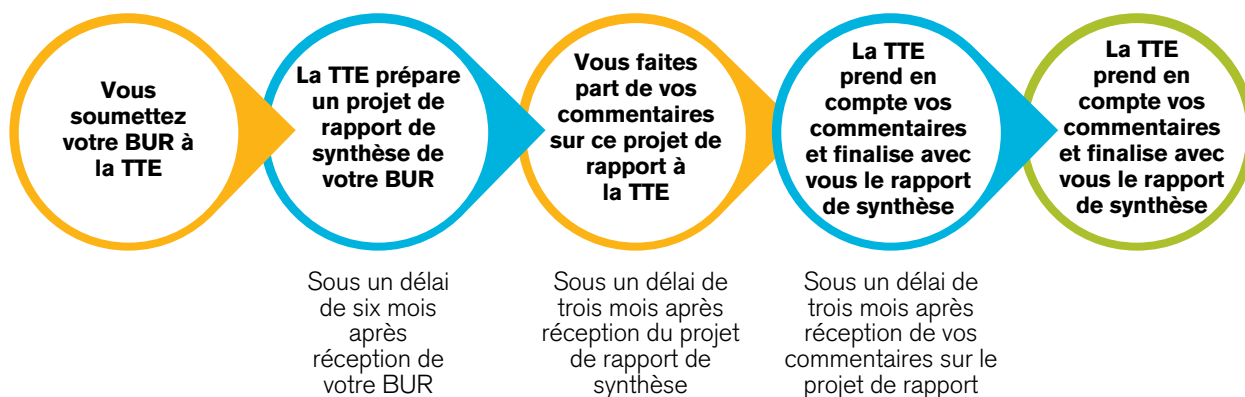 Vous
soumettez
votre BUR à
la TTE
La TTE prépare
un projet de
rapport de
synthèse de
votre BUR
Vous faites
part de vos
commentaires
sur ce projet de
rapport à
la TTE
La TTE
prend en
compte vos
commentaires
et finalise avec
vous le rapport
de synthèse
La TTE
prend en
compte vos
commentaires
et finalise avec
vous le rapport
de synthèse
Sous un délai
de six mois
après
réception de
votre BUR
Sous un délai de
trois mois après
réception du projet
de rapport de
synthèse
Sous un délai de
trois mois après
réception de vos
commentaires sur le
projet de rapport